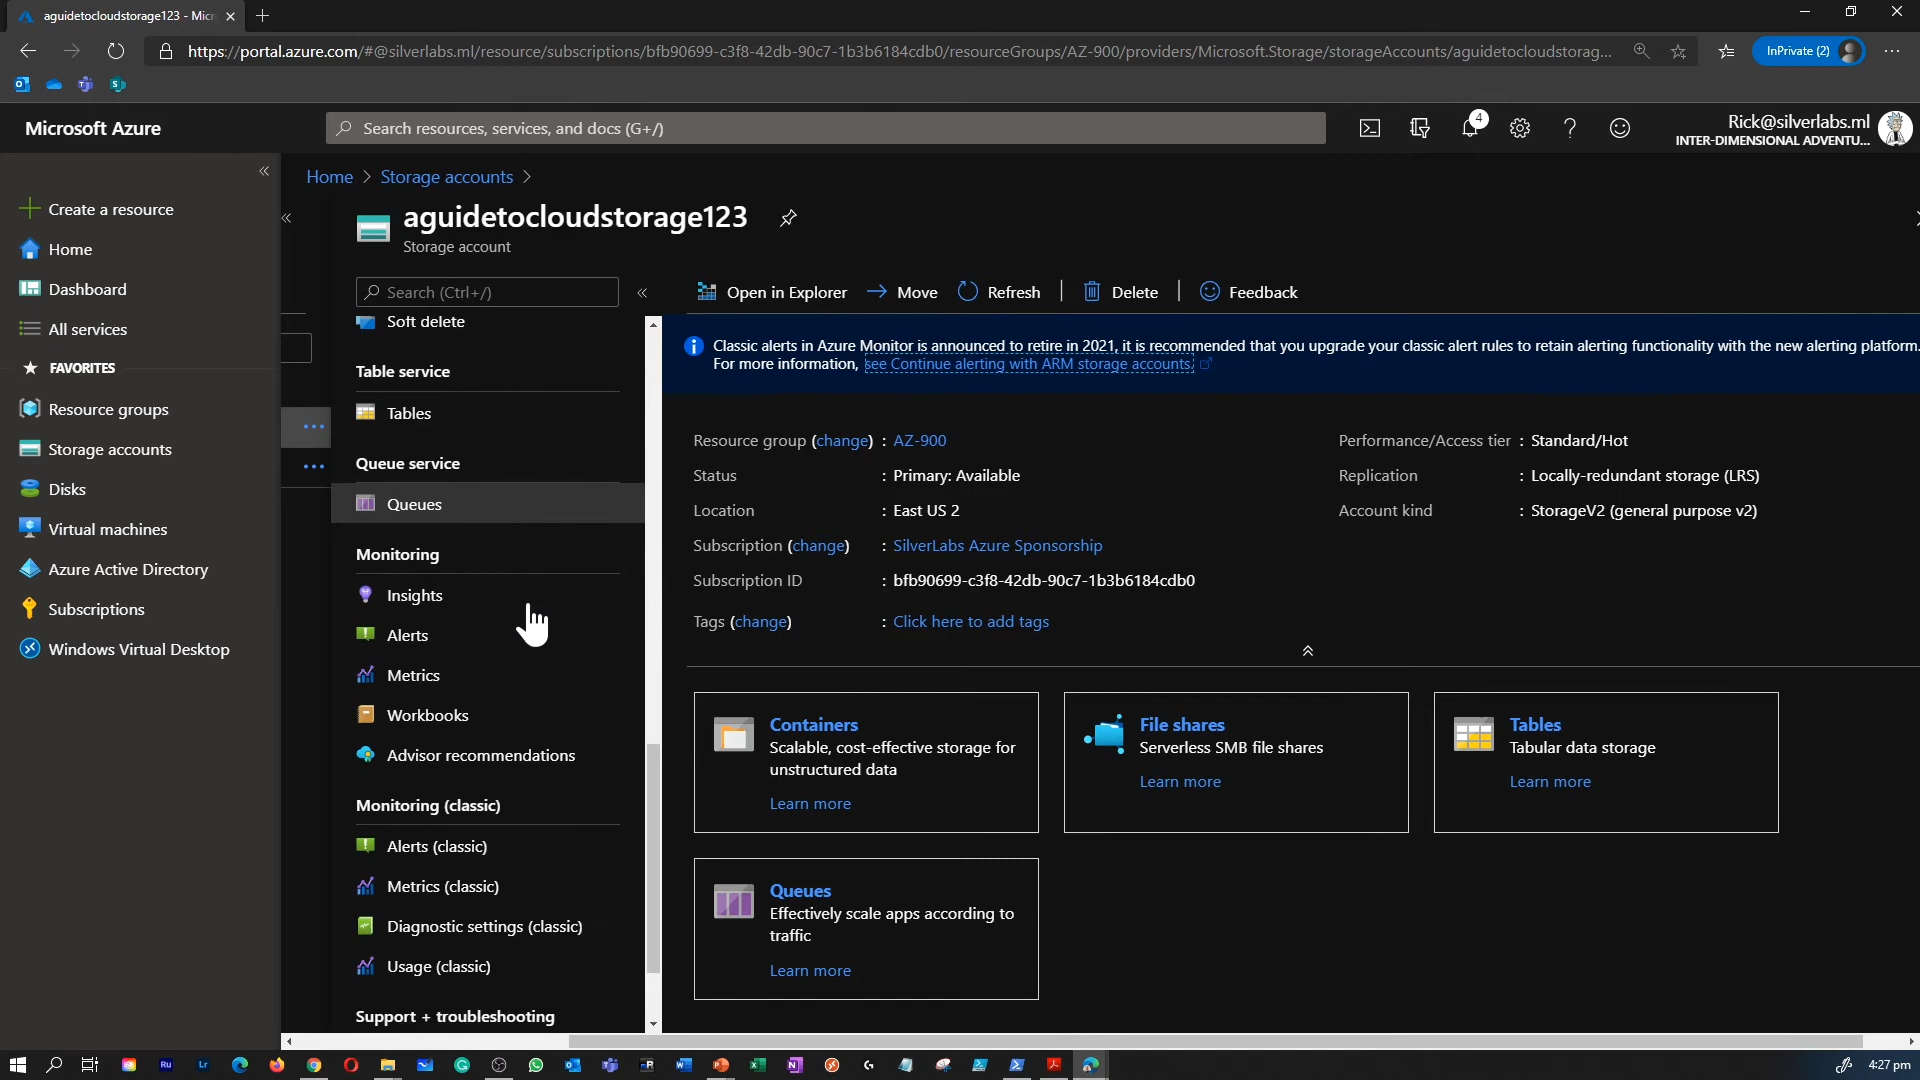 aguidetocloudstorage123 - Micr
https://portal.azure.com/#@silverlabs.ml/resource/subscriptions/bfb90699-c3f8-42db-90c7-1b3b6184cdb0/resourceGroups/AZ-900/providers/Microsoft.Storage/storageAccounts/aguidetocloudstorag...
InPrivate (2)
Microsoft Azure
Search resources, services, and docs (G+/)
4
Rick@silverlabs.ml
INTER-DIMENSIONAL ADVENTU...
Create a resource
Home
Dashboard
All services
FAVORITES
Resource groups
Storage accounts
Disks
Virtual machines
Azure Active Directory
Subscriptions
Windows Virtual Desktop
Home > Storage accounts >
aguidetocloudstorage123
Storage account
Search (Ctrl+/)
Soft delete
Table service
Tables
Queue service
Queues
Monitoring
Insights
Alerts
Metrics
Workbooks
Advisor recommendations
Monitoring (classic)
Alerts (classic)
Metrics (classic)
Diagnostic settings (classic)
Usage (classic)
Support + troubleshooting
Open in Explorer
Move
Refresh
Delete
Feedback
Classic alerts in Azure Monitor is announced to retire in 2021, it is recommended that you upgrade your classic alert rules to retain alerting functionality with the new alerting platform.
For more information, see Continue alerting with ARM storage accounts.
Resource group (change) : AZ-900
Status : Primary: Available
Location : East US 2
Subscription (change) : SilverLabs Azure Sponsorship
Subscription ID : bfb90699-c3f8-42db-90c7-1b3b6184cdb0
Tags (change) : Click here to add tags
Performance/Access tier : Standard/Hot
Replication : Locally-redundant storage (LRS)
Account kind : StorageV2 (general purpose v2)
Containers
Scalable, cost-effective storage for
unstructured data
Learn more
File shares
Serverless SMB file shares
Learn more
Tables
Tabular data storage
Learn more
Queues
Effectively scale apps according to
traffic
Learn more
Ru
Lr
4:27 pm